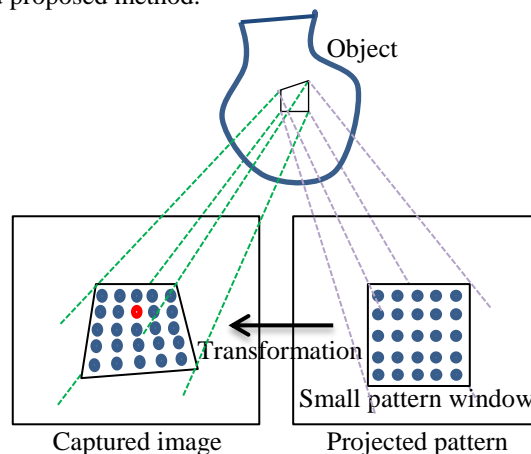 proposed method.
Object
Transformation
Small pattern window
Captured image
Projected pattern